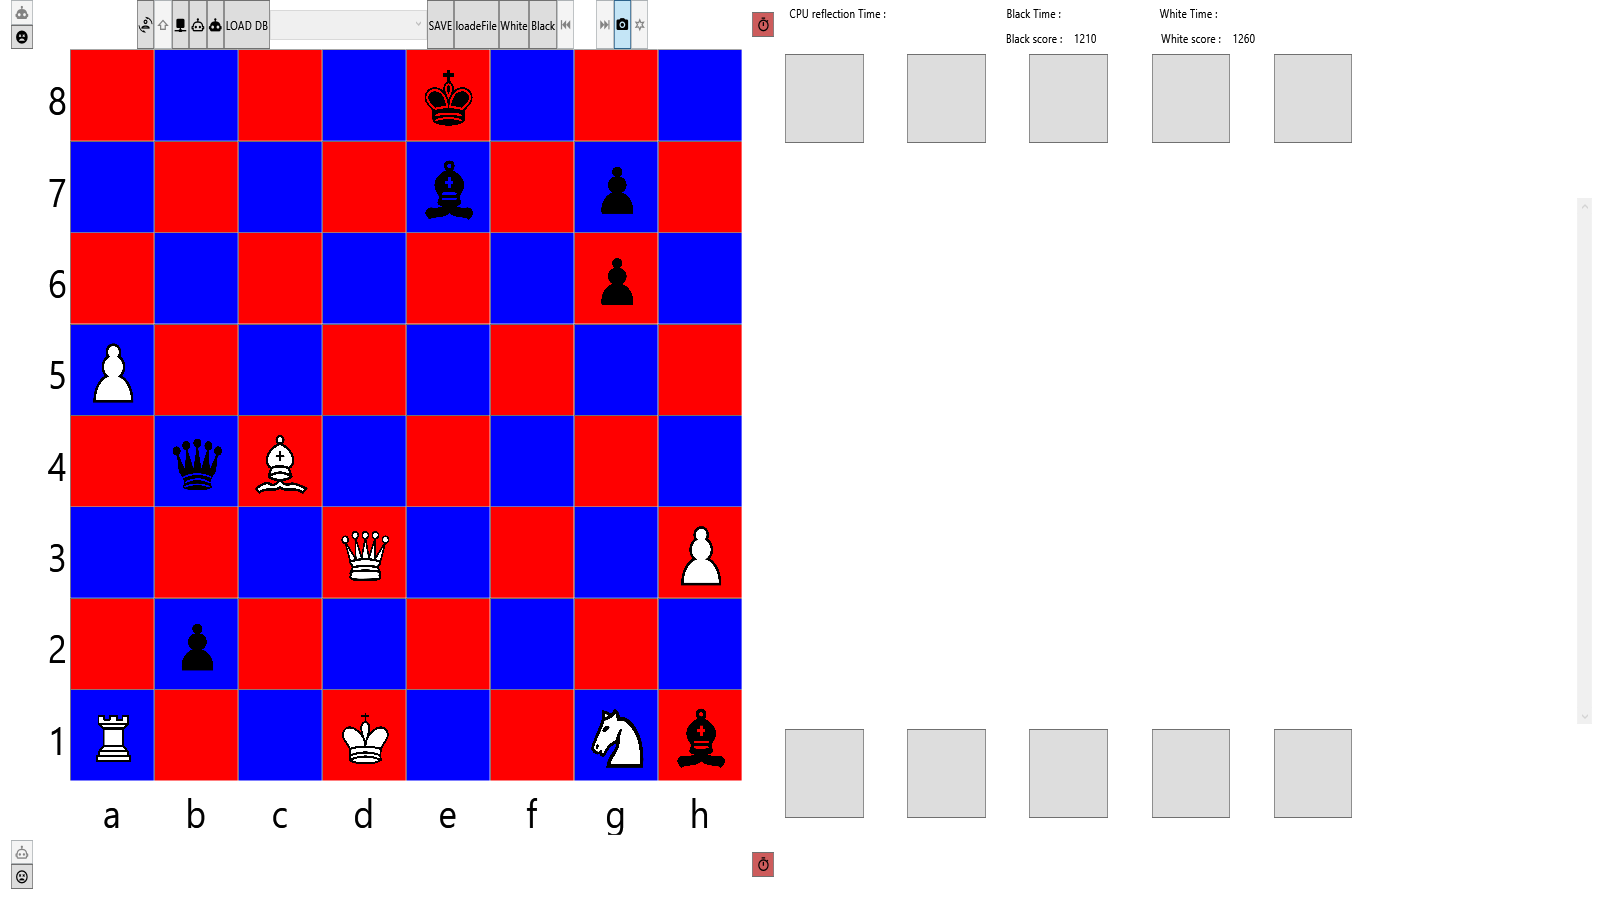 LOAD DB SAVE loadeFile White Black
CPU reflection Time : Black Time : White Time :
Black score : 1210 White score : 1260
8
7
6
5
4
3
2
1
a b c d e f g h